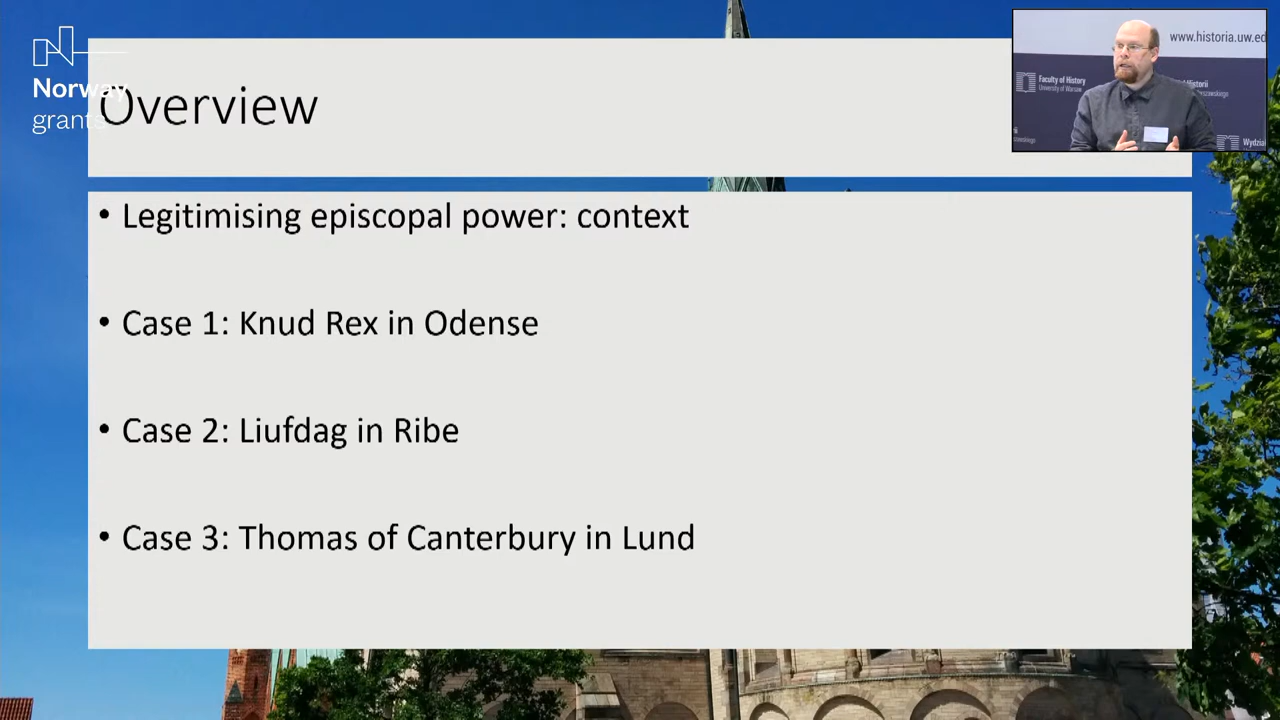 Norway
grants
Overview
• Legitimising episcopal power: context
• Case 1: Knud Rex in Odense
• Case 2: Liufdag in Ribe
• Case 3: Thomas of Canterbury in Lund
www.historia.uw.ed
Faculty of History
University of Warsaw
Wydzia